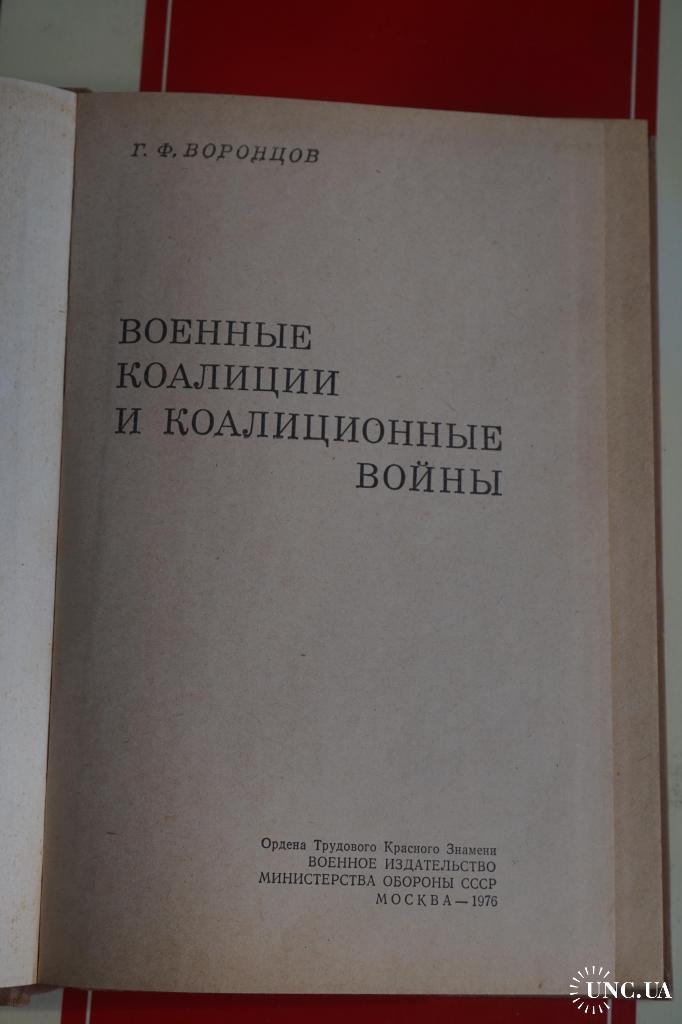 Г. Ф. ВОРОНЦОВ
ВОЕННЫЕ
КОАЛИЦИИ
И КОАЛИЦИОННЫЕ
ВОЙНЫ
Ордена Трудового Красного Знамени
ВОЕННОЕ ИЗДАТЕЛЬСТВО
МИНИСТЕРСТВА ОБОРОНЫ СССР
МОСКВА — 1976
UNC.UA